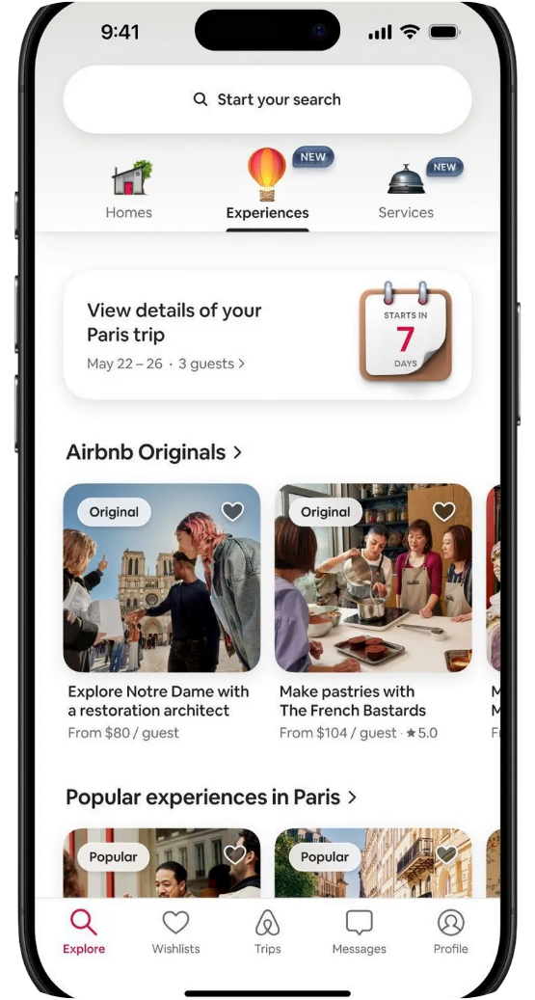 9:41
Start your search
NEW
NEW
Homes
Experiences
Services
View details of your
Paris trip
May 22 – 26 · 3 guests >
STARTS IN
7
DAYS
Airbnb Originals >
Original
Original
Explore Notre Dame with
a restoration architect
From $80 / guest
Make pastries with
The French Bastards
From $104 / guest · ★ 5.0
M
M
Popular experiences in Paris >
Popular
Popular
Explore
Wishlists
Trips
Messages
Profile